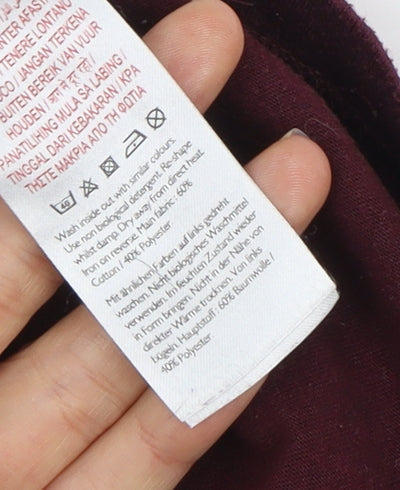 TENERE LONTANO
JANGAN TERKENA
BUITEN BEREIK VAN VUUR
HOUDEN
PANATILIHING MULA SA LABING
TINGGAL DARI KEBAKARAN / ΚΡΑ
ΤΗΣΤΕ ΜΑΚΡΙΑ ΑΠΟ ΤΗ ΦΩΤΙΑ
40
Wash inside out with similar colours.
Use non biological detergent. Re-shape
whilst damp. Dry away from direct heat.
Iron on reverse. Main fabric: 60%
Cotton / 40% Polyester
Mit ähnlichen Farben auf links gedreht
waschen. Nicht biologisches Waschmittel
verwenden. Im feuchten Zustand wieder
in Form bringen. Nicht in der Nähe von
direkter Wärme trocknen. Von links
bügeln. Hauptstoff: 60% Baumwolle /
40% Polyester